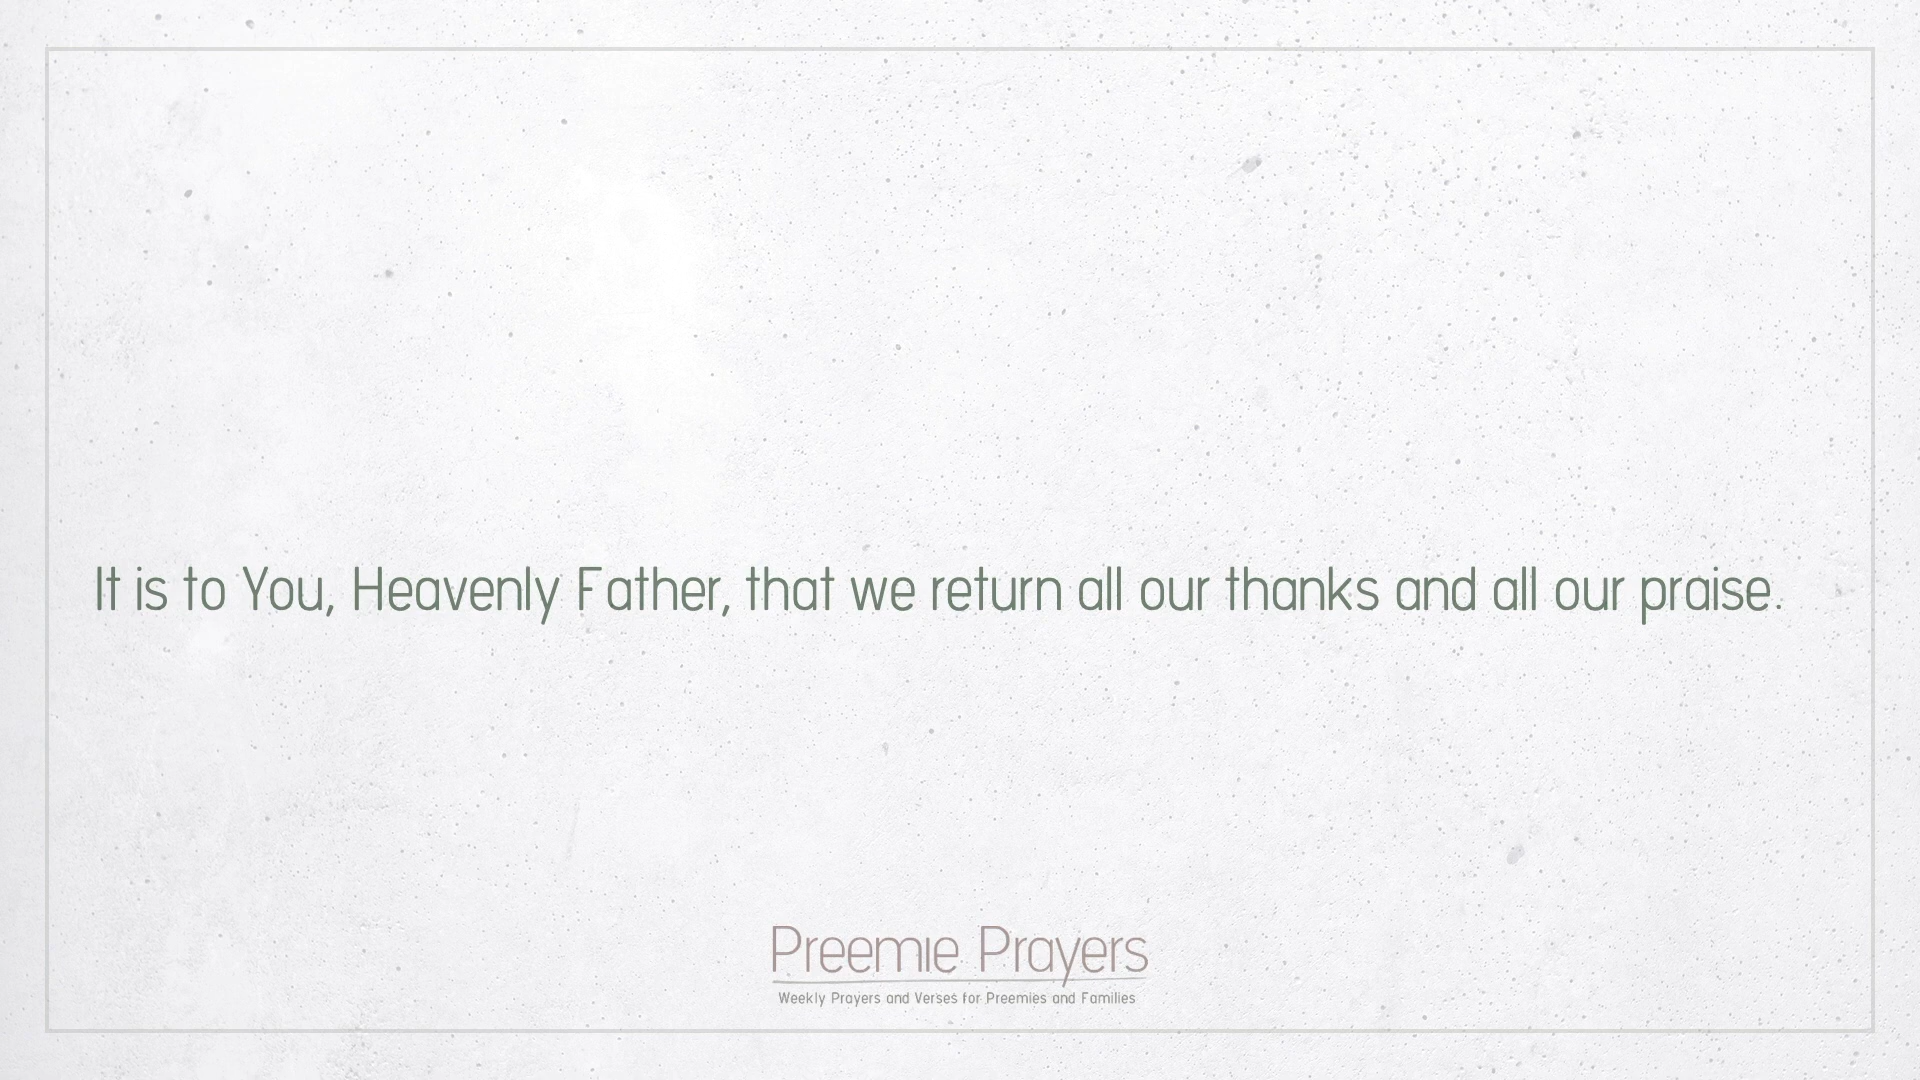 It is to You, Heavenly Father, that we return all our thanks and all our praise.
Preemie Prayers
Weekly Prayers and Verses for Preemies and Families